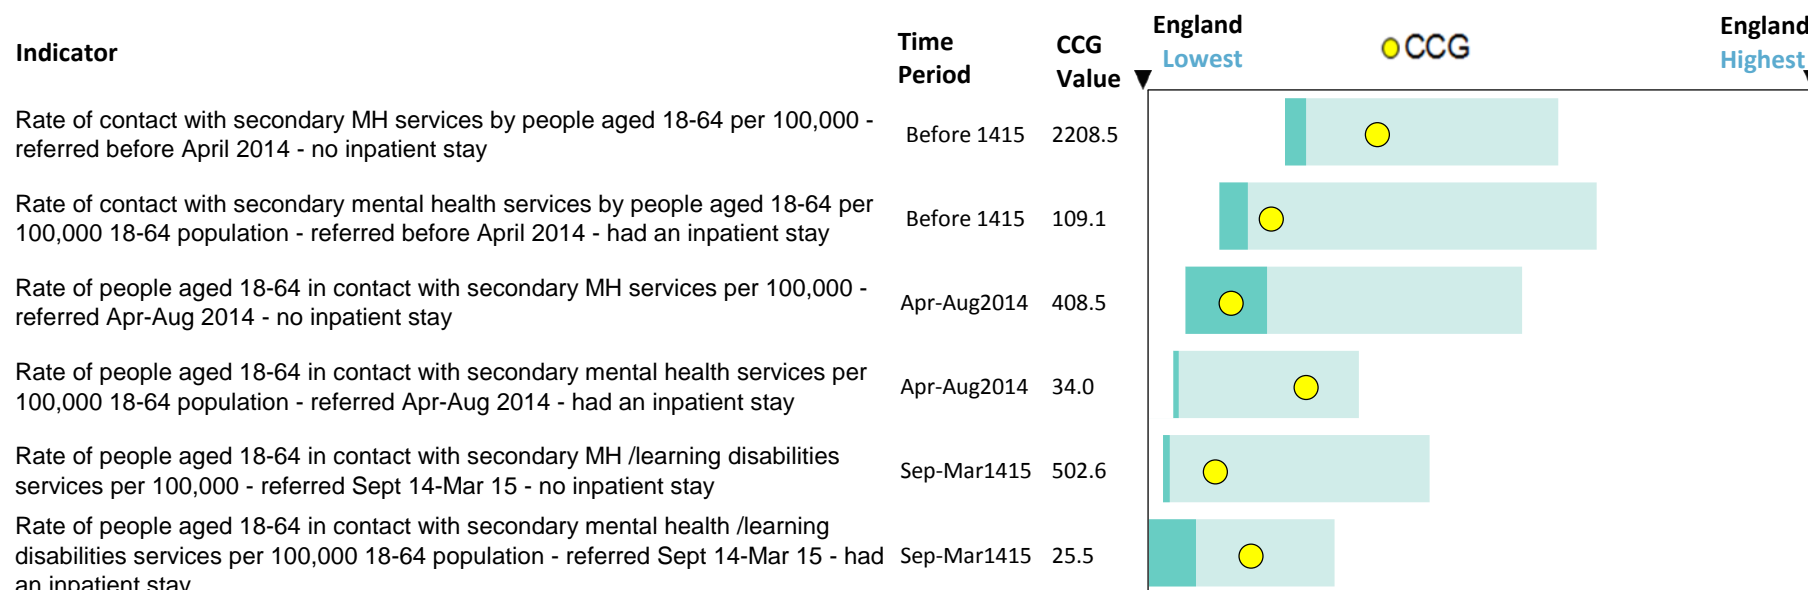 Indicator
Time Period
CCG Value
England Lowest
CCG
England Highest
Rate of contact with secondary MH services by people aged 18-64 per 100,000 -
referred before April 2014 - no inpatient stay
Before 1415 2208.5
Rate of contact with secondary mental health services by people aged 18-64 per
100,000 18-64 population - referred before April 2014 - had an inpatient stay
Before 1415 109.1
Rate of people aged 18-64 in contact with secondary MH services per 100,000 -
referred Apr-Aug 2014 - no inpatient stay
Apr-Aug2014 408.5
Rate of people aged 18-64 in contact with secondary mental health services per
100,000 18-64 population - referred Apr-Aug 2014 - had an inpatient stay
Apr-Aug2014 34.0
Rate of people aged 18-64 in contact with secondary MH /learning disabilities
services per 100,000 - referred Sept 14-Mar 15 - no inpatient stay
Sep-Mar1415 502.6
Rate of people aged 18-64 in contact with secondary mental health /learning
disabilities services per 100,000 18-64 population - referred Sept 14-Mar 15 - had
an inpatient stay
Sep-Mar1415 25.5